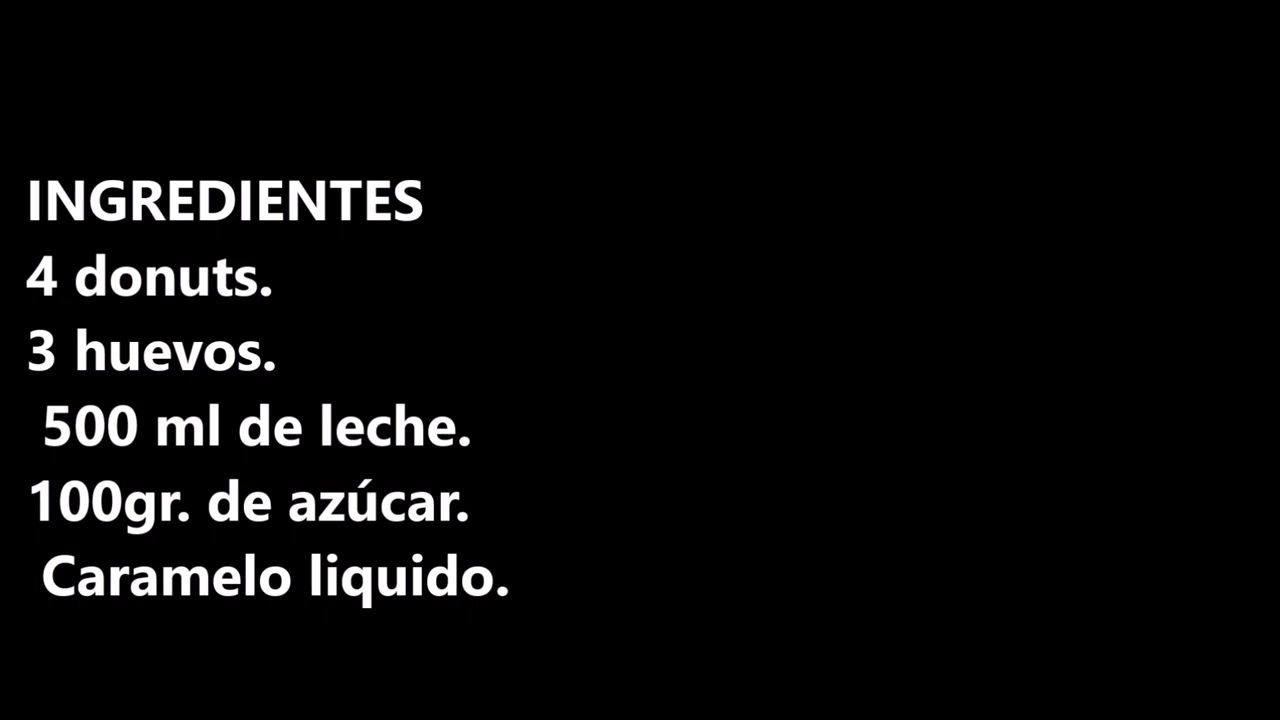 INGREDIENTES
4 donuts.
3 huevos.
500 ml de leche.
100gr. de azúcar.
Caramelo liquido.